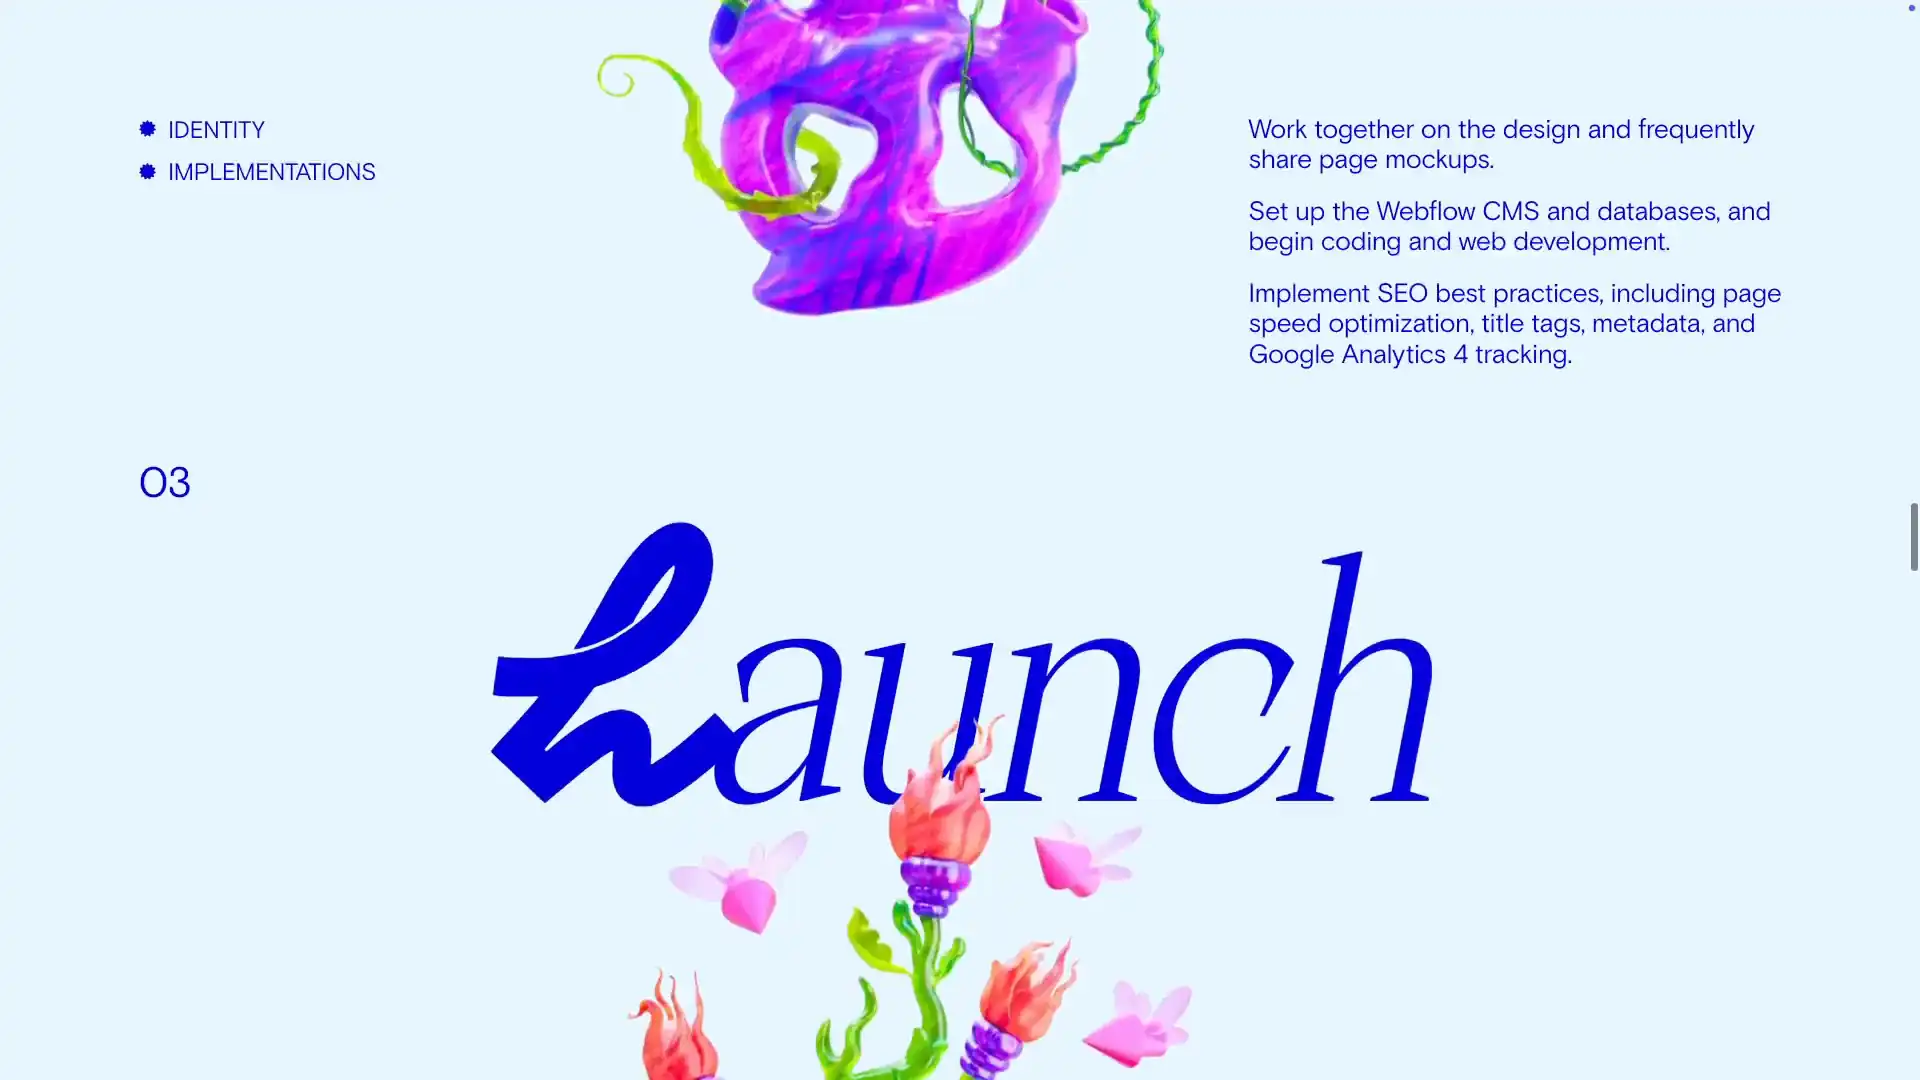 IDENTITY
IMPLEMENTATIONS
Work together on the design and frequently
share page mockups.
Set up the Webflow CMS and databases, and
begin coding and web development.
Implement SEO best practices, including page
speed optimization, title tags, metadata, and
Google Analytics 4 tracking.
03
Launch